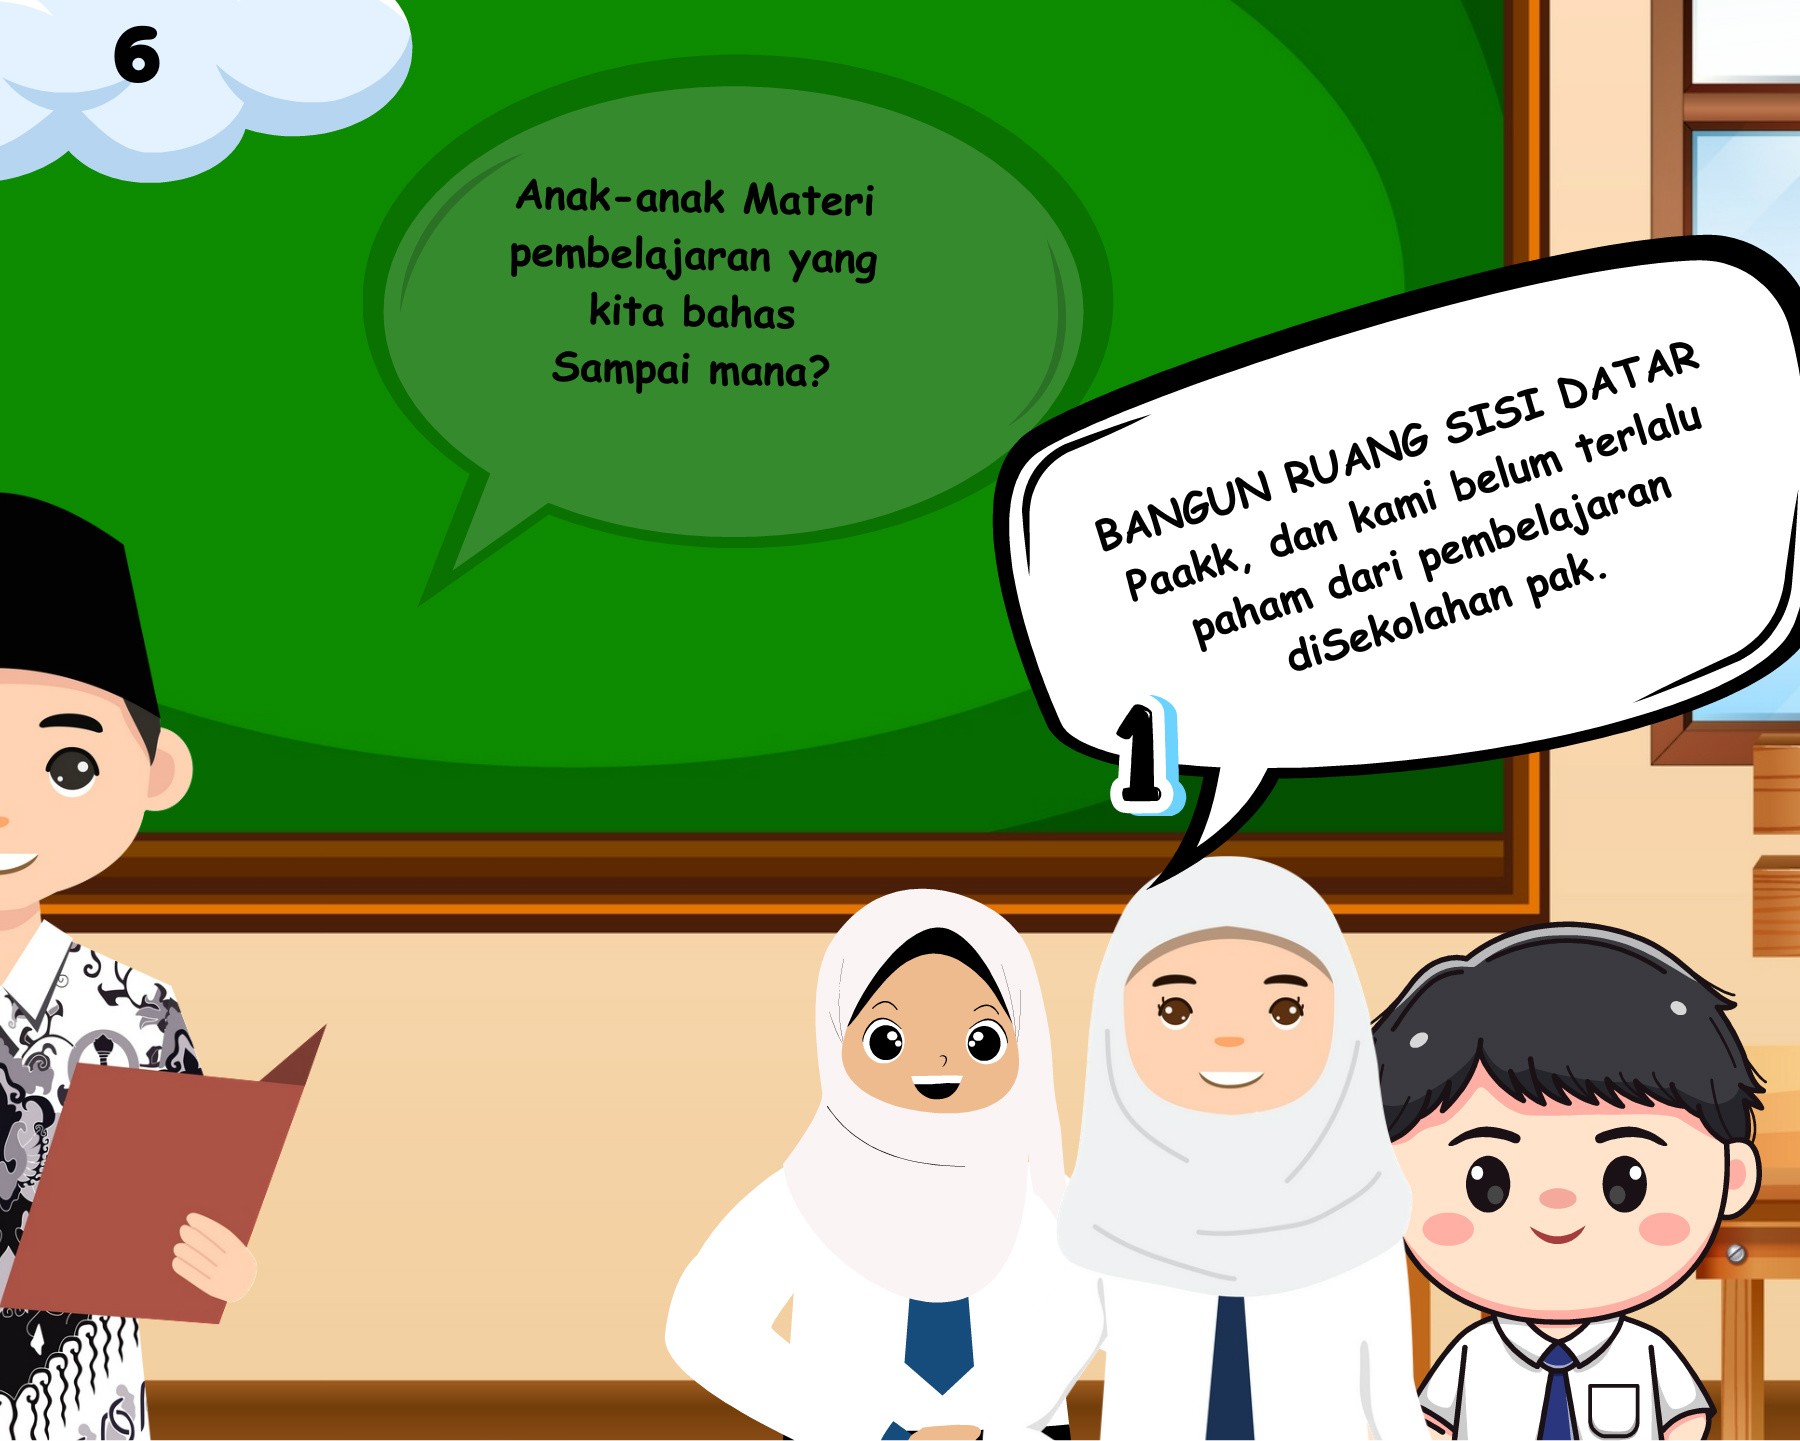 6
Anak-anak Materi
pembelajaran yang
kita bahas
Sampai mana?
BANGUN RUANG SISI DATAR
Paakk, dan kami belum terlalu
paham dari pembelajaran
diSekolahan pak.
1